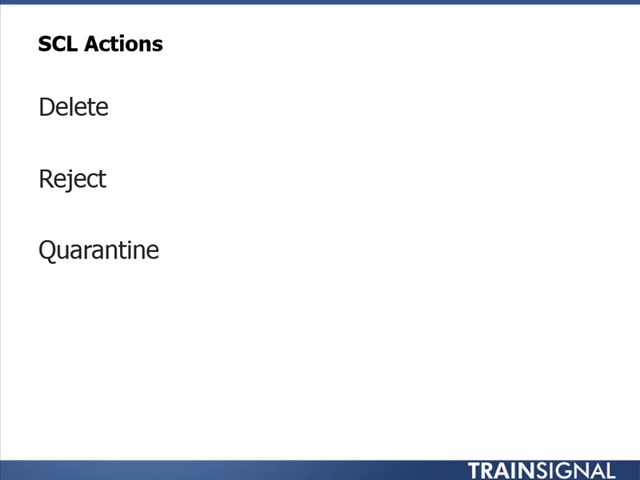 SCL Actions
Delete
Reject
Quarantine
TRAINSIGNAL